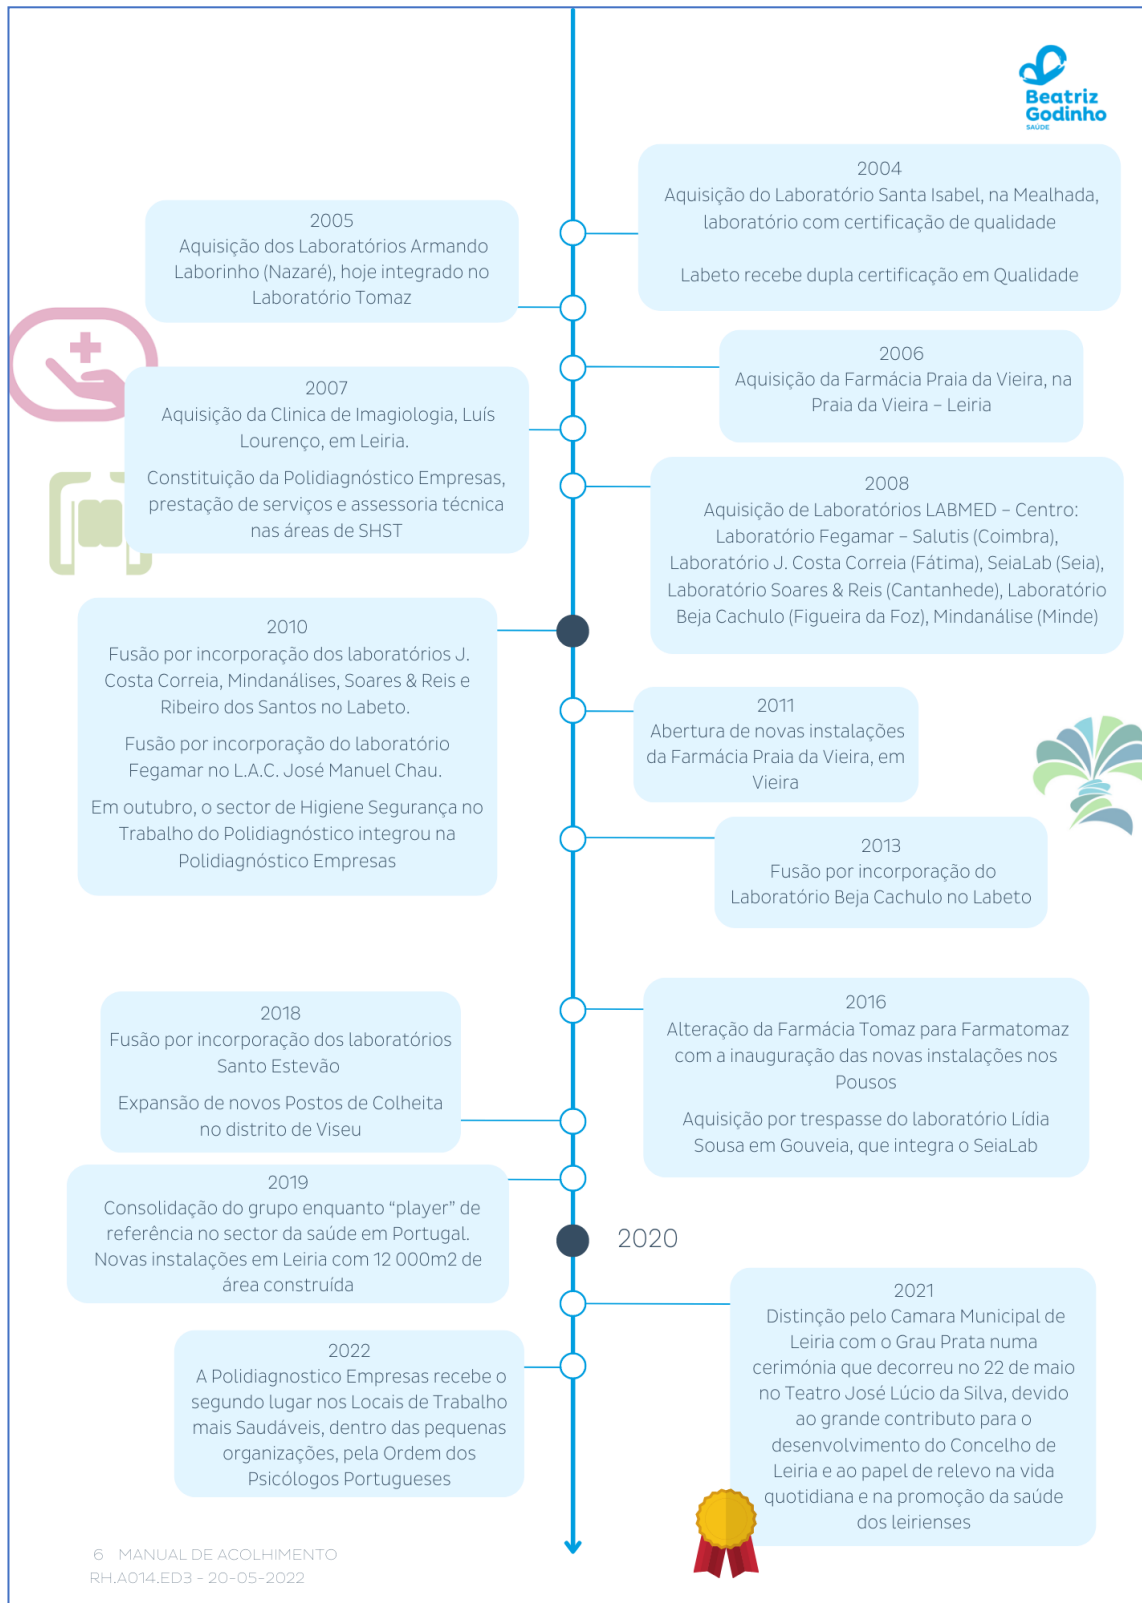 Beatriz
Godinho
SAÚDE
2004
Aquisição do Laboratório Santa Isabel, na Mealhada,
laboratório com certificação de qualidade
Labeto recebe dupla certificação em Qualidade
2005
Aquisição dos Laboratórios Armando
Laborinho (Nazaré), hoje integrado no
Laboratório Tomaz
2006
Aquisição da Farmácia Praia da Vieira, na
Praia da Vieira – Leiria
2007
Aquisição da Clinica de Imagiologia, Luís
Lourenço, em Leiria.
Constituição da Polidiagnóstico Empresas,
prestação de serviços e assessoria técnica
nas áreas de SHST
2008
Aquisição de Laboratórios LABMED – Centro:
Laboratório Fegamar – Salutis (Coimbra),
Laboratório J. Costa Correia (Fátima), SeiaLab (Seia),
Laboratório Soares & Reis (Cantanhede), Laboratório
Beja Cachulo (Figueira da Foz), Mindanálise (Minde)
2010
Fusão por incorporação dos laboratórios J.
Costa Correia, Mindanálises, Soares & Reis e
Ribeiro dos Santos no Labeto.
Fusão por incorporação do laboratório
Fegamar no L.A.C. José Manuel Chau.
Em outubro, o sector de Higiene Segurança no
Trabalho do Polidiagnóstico integrou na
Polidiagnóstico Empresas
2011
Abertura de novas instalações
da Farmácia Praia da Vieira, em
Vieira
2013
Fusão por incorporação do
Laboratório Beja Cachulo no Labeto
2016
Alteração da Farmácia Tomaz para Farmatomaz
com a inauguração das novas instalações nos
Pousos
Aquisição por trespasse do laboratório Lídia
Sousa em Gouveia, que integra o SeiaLab
2018
Fusão por incorporação dos laboratórios
Santo Estevão
Expansão de novos Postos de Colheita
no distrito de Viseu
2019
Consolidação do grupo enquanto “player” de
referência no sector da saúde em Portugal.
Novas instalações em Leiria com 12 000m2 de
área construída
2020
2021
Distinção pelo Camara Municipal de
Leiria com o Grau Prata numa
cerimónia que decorreu no 22 de maio
no Teatro José Lúcio da Silva, devido
ao grande contributo para o
desenvolvimento do Concelho de
Leiria e ao papel de relevo na vida
quotidiana e na promoção da saúde
dos leirienses
2022
A Polidiagnostico Empresas recebe o
segundo lugar nos Locais de Trabalho
mais Saudáveis, dentro das pequenas
organizações, pela Ordem dos
Psicólogos Portugueses
6 MANUAL DE ACOLHIMENTO
RH.A014.ED3 - 20-05-2022